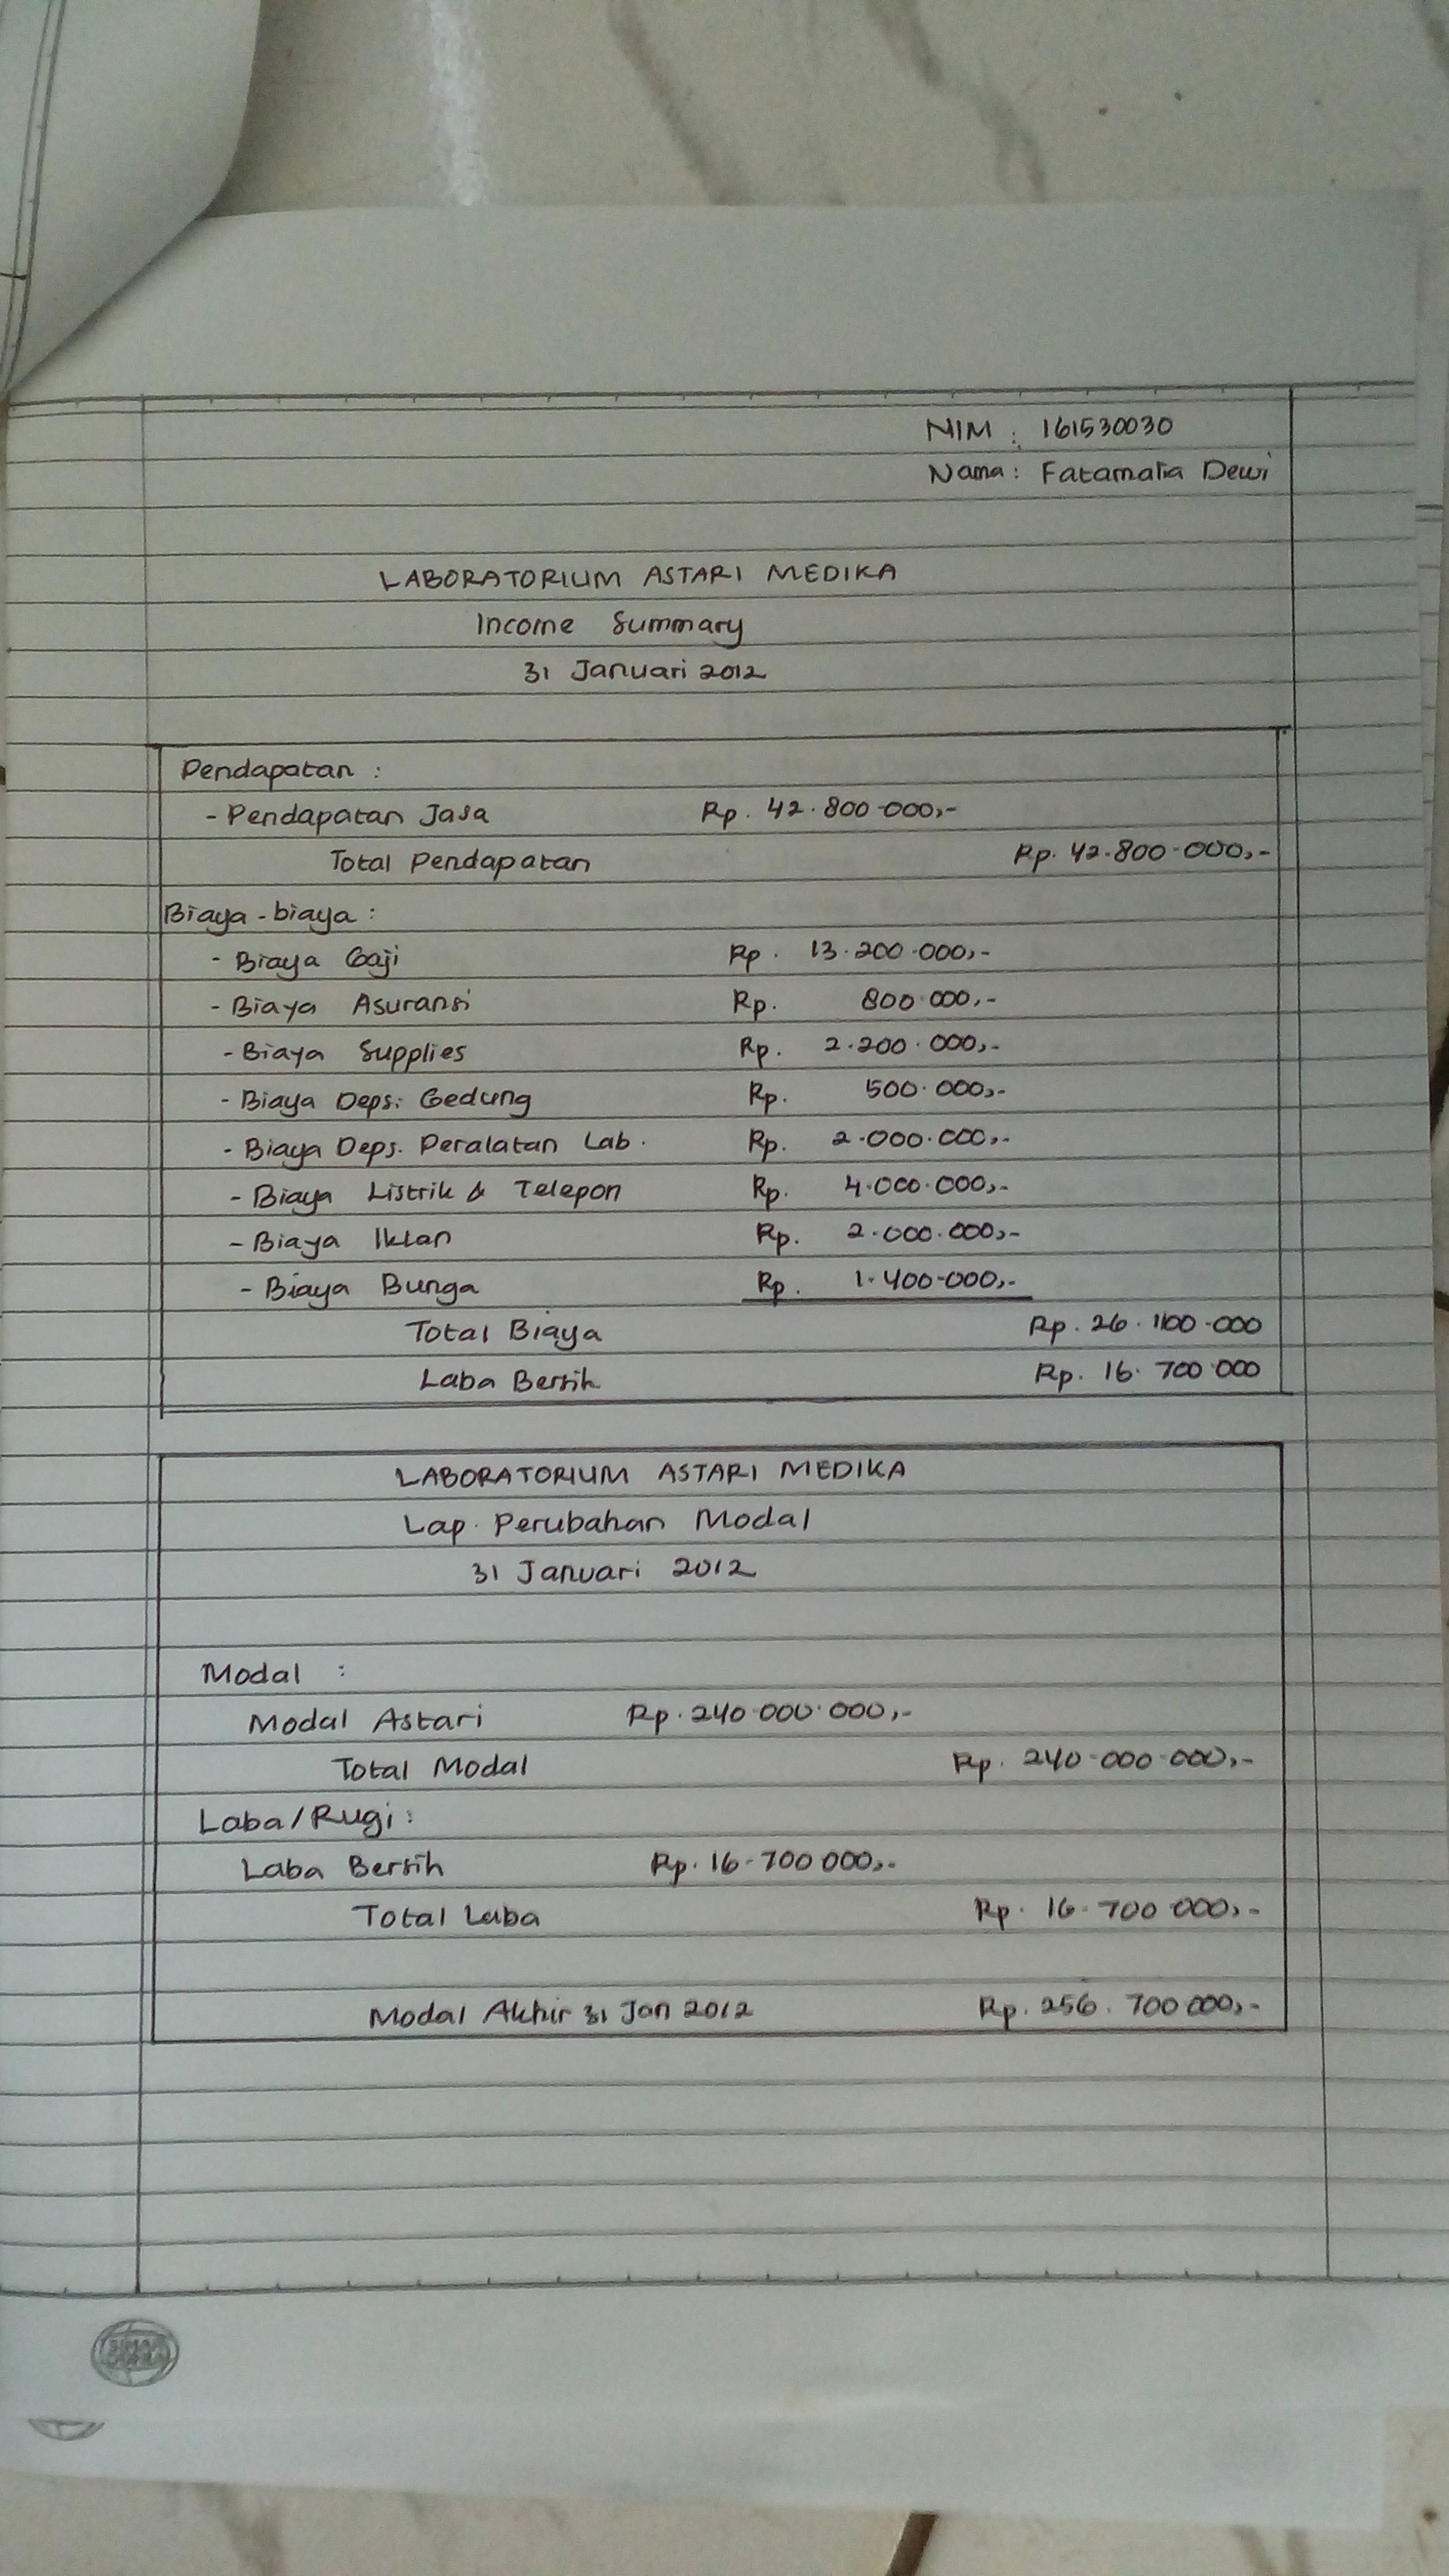 NIM : 161530030
Nama : Fatamalia Dewi
LABORATORIUM ASTARI MEDIKA
Income Summary
31 Januari 2012
Pendapatan :
- Pendapatan Jasa Rp. 42.800.000,-
Total Pendapatan Rp. 42.800.000,-
Biaya-biaya :
- Biaya Gaji Rp. 13.200.000,-
- Biaya Asuransi Rp. 800.000,-
- Biaya Supplies Rp. 2.200.000,-
- Biaya Deps. Gedung Rp. 500.000,-
- Biaya Deps. Peralatan Lab. Rp. 2.000.000,-
- Biaya Listrik & Telepon Rp. 4.000.000,-
- Biaya Iklan Rp. 2.000.000,-
- Biaya Bunga Rp. 1.400.000,-
Total Biaya Rp. 26.100.000
Laba Bersih Rp. 16.700.000
LABORATORIUM ASTARI MEDIKA
Lap. Perubahan Modal
31 Januari 2012
Modal :
Modal Astari Rp. 240.000.000,-
Total Modal Rp. 240.000.000,-
Laba/Rugi :
Laba Bersih Rp. 16.700.000,-
Total Laba Rp. 16.700.000,-
Modal Akhir 31 Jan 2012 Rp. 256.700.000,-